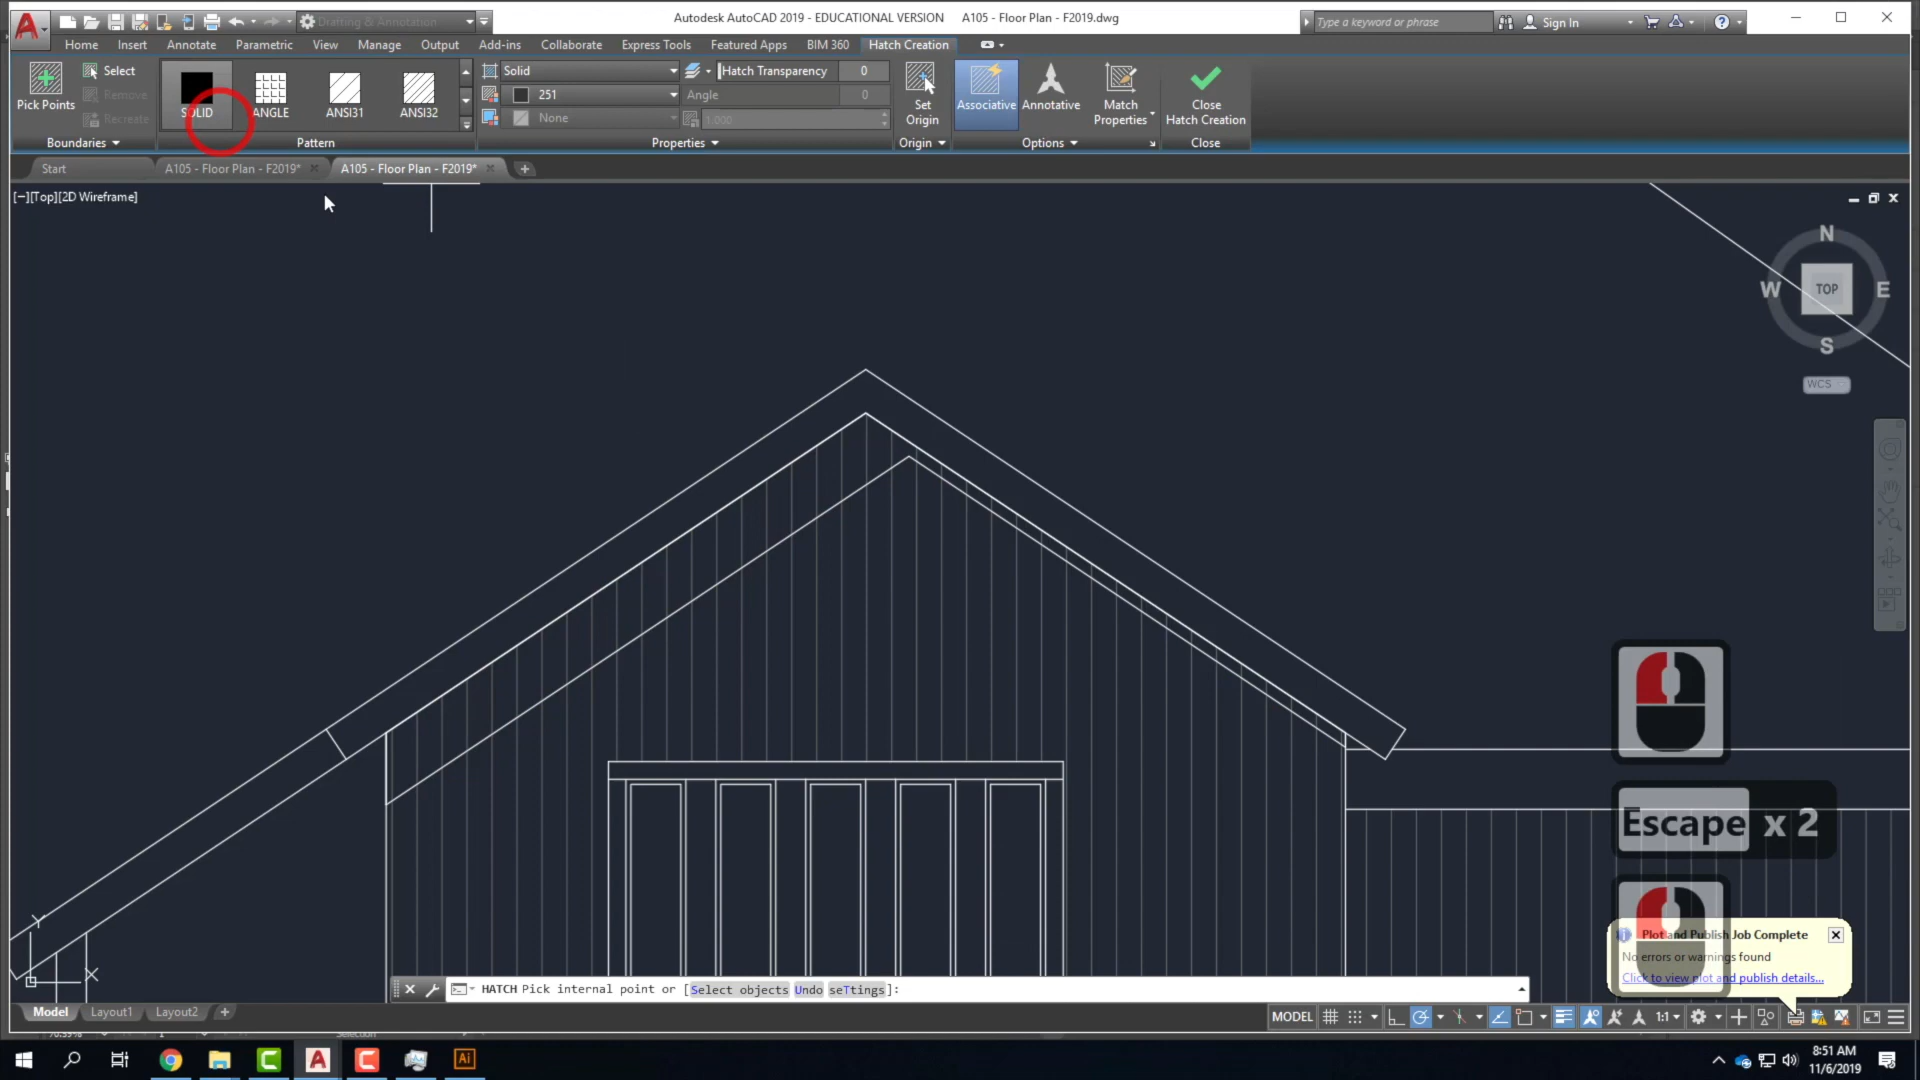 Drafting & Annotation
Autodesk AutoCAD 2019 - EDUCATIONAL VERSION A105 - Floor Plan - F2019.dwg
Type a keyword or phrase
Sign In
Home Insert Annotate Parametric View Manage Output Add-ins Collaborate Express Tools Featured Apps BIM 360 Hatch Creation
Pick Points
Select
Remove
Recreate
Boundaries
SOLID ANGLE ANSI31 ANSI32
Pattern
Solid
251
None
Hatch Transparency 0
Angle 0
1.000
Properties
Set Origin
Origin
Associative
Annotative
Match Properties
Options
Close Hatch Creation
Close
Start A105 - Floor Plan - F2019* A105 - Floor Plan - F2019*
[−][Top][2D Wireframe]
N
W TOP E
S
WCS
Y
X
Escape x 2
Plot and Publish Job Complete
No errors or warnings found
Click to view plot and publish details...
HATCH Pick internal point or [Select objects Undo seTtings]:
Model Layout1 Layout2
MODEL
1:1
Selection
Ai
8:51 AM
11/6/2019